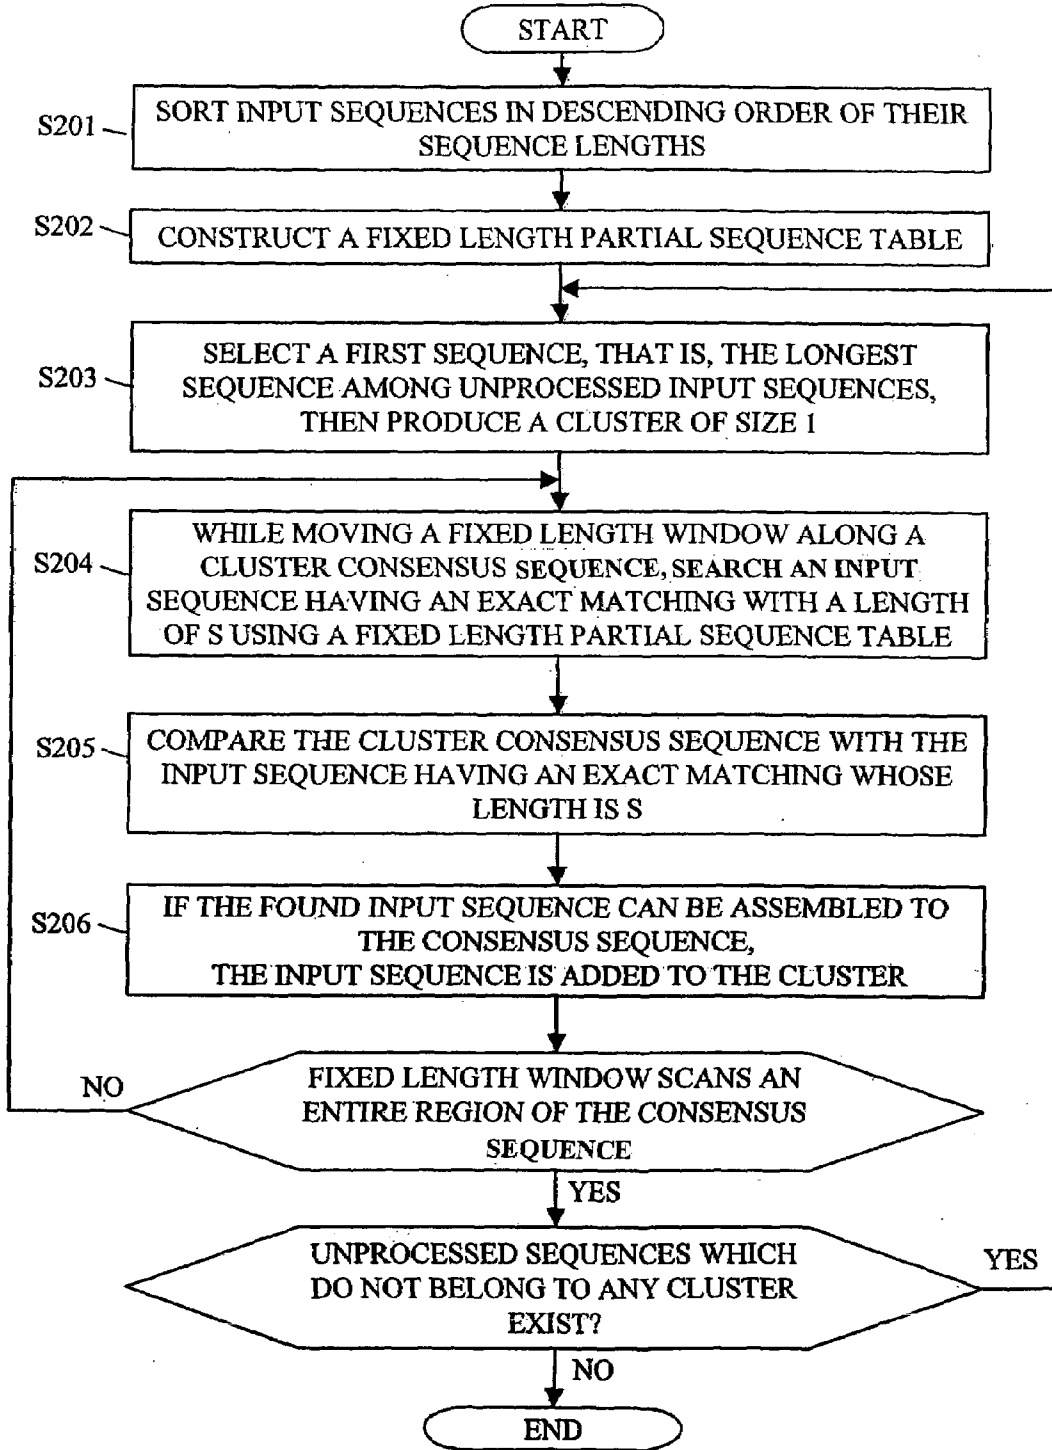 START
S201
SORT INPUT SEQUENCES IN DESCENDING ORDER OF THEIR
SEQUENCE LENGTHS
S202
CONSTRUCT A FIXED LENGTH PARTIAL SEQUENCE TABLE
S203
SELECT A FIRST SEQUENCE, THAT IS, THE LONGEST
SEQUENCE AMONG UNPROCESSED INPUT SEQUENCES,
THEN PRODUCE A CLUSTER OF SIZE 1
S204
WHILE MOVING A FIXED LENGTH WINDOW ALONG A
CLUSTER CONSENSUS SEQUENCE, SEARCH AN INPUT
SEQUENCE HAVING AN EXACT MATCHING WITH A LENGTH
OF S USING A FIXED LENGTH PARTIAL SEQUENCE TABLE
S205
COMPARE THE CLUSTER CONSENSUS SEQUENCE WITH THE
INPUT SEQUENCE HAVING AN EXACT MATCHING WHOSE
LENGTH IS S
S206
IF THE FOUND INPUT SEQUENCE CAN BE ASSEMBLED TO
THE CONSENSUS SEQUENCE,
THE INPUT SEQUENCE IS ADDED TO THE CLUSTER
NO
FIXED LENGTH WINDOW SCANS AN
ENTIRE REGION OF THE CONSENSUS
SEQUENCE
YES
UNPROCESSED SEQUENCES WHICH
DO NOT BELONG TO ANY CLUSTER
EXIST?
YES
NO
END